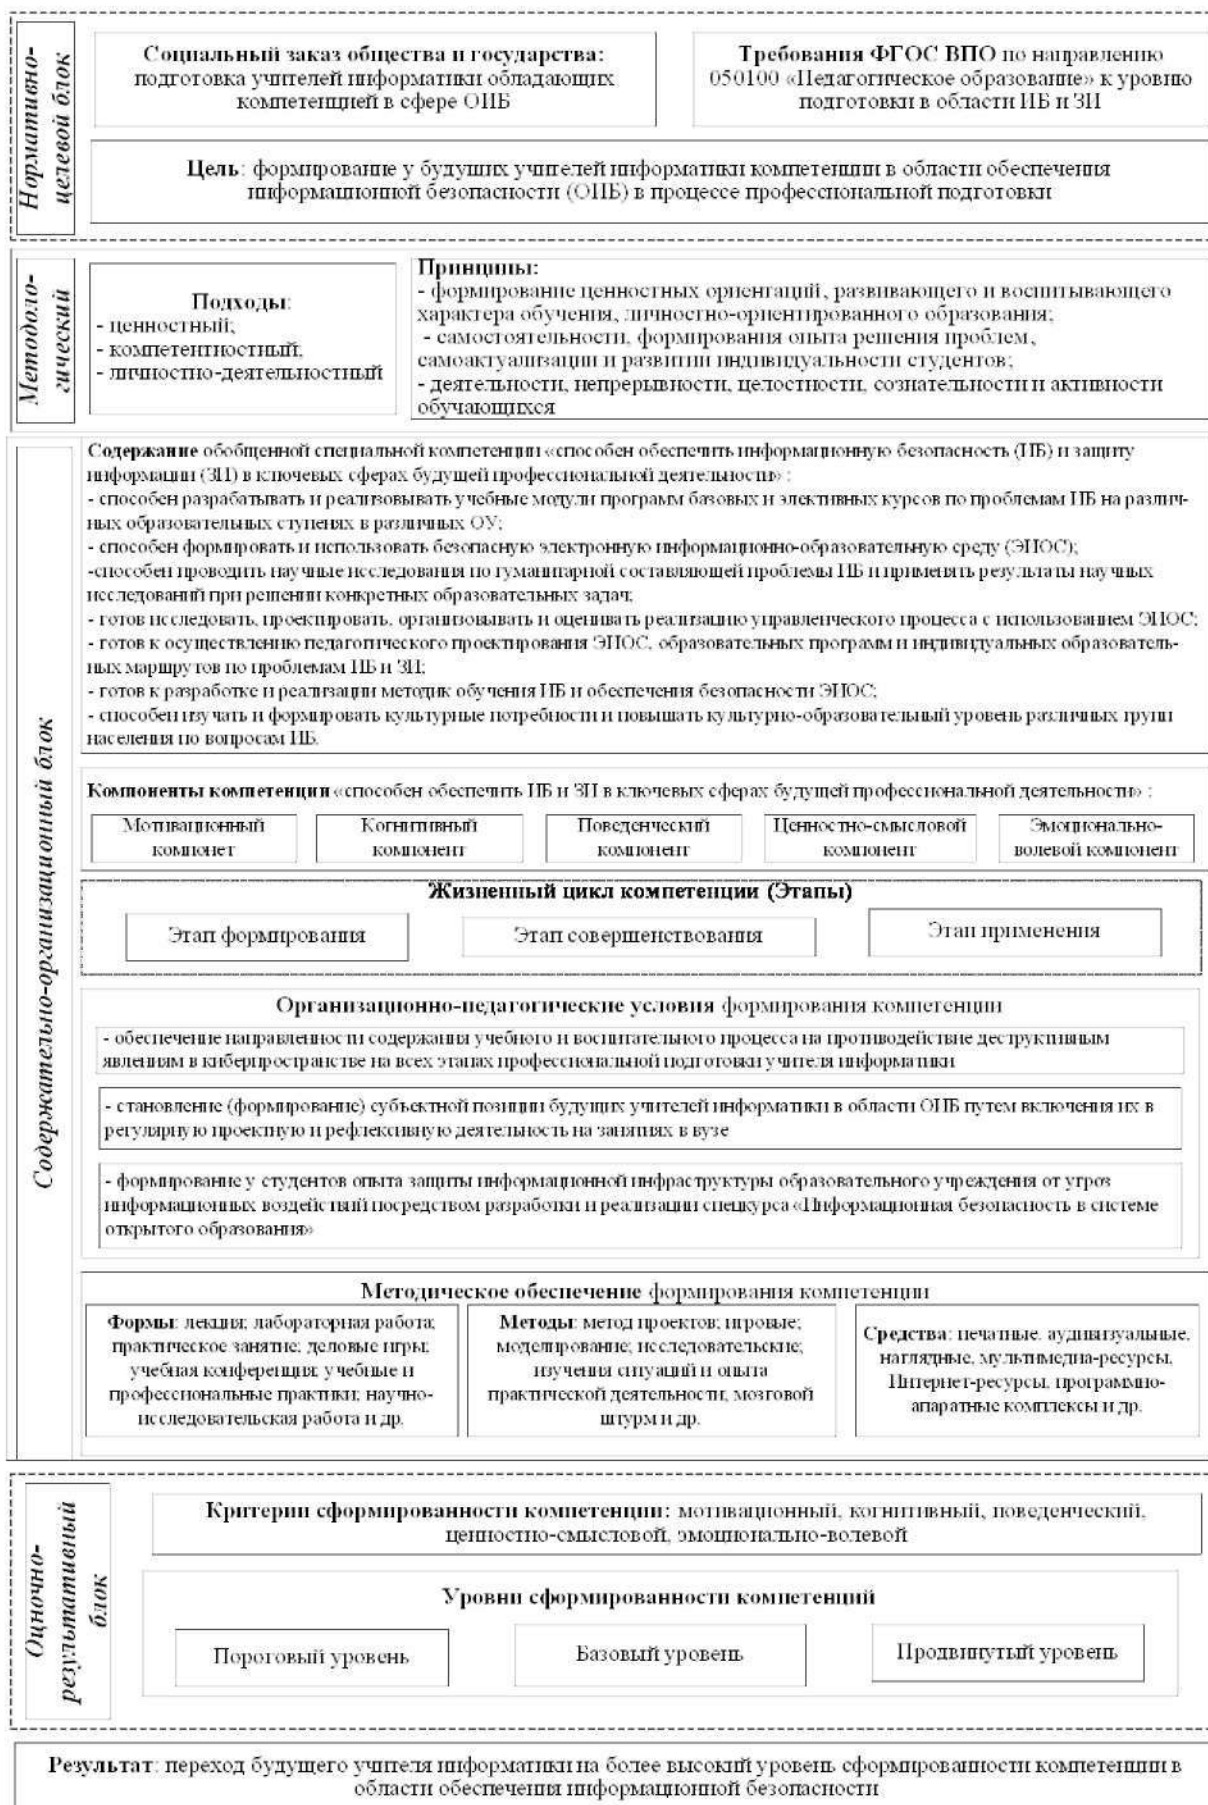 Нормативно-
целевой блок
Социальный заказ общества и государства:
подготовка учителей информатики обладающих
компетенцией в сфере ОИБ
Требования ФГОС ВПО по направлению
050100 «Педагогическое образование» к уровню
подготовки в области ИБ и ЗИ
Цель: формирование у будущих учителей информатики компетенции в области обеспечения
информационной безопасности (ОИБ) в процессе профессиональной подготовки
Методоло-
гический
Подходы:
- ценностный;
- компетентностный;
- личностно-деятельностный
Принципы:
- формирование ценностных ориентаций, развивающего и воспитывающего
характера обучения, личностно-ориентированного образования;
- самостоятельности, формирования опыта решения проблем,
самоактуализации и развитии индивидуальности студентов;
- деятельности, непрерывности, целостности, сознательности и активности
обучающихся
Содержательно-организационный блок
Содержание обобщенной специальной компетенции «способен обеспечить информационную безопасность (ИБ) и защиту
информации (ЗИ) в ключевых сферах будущей профессиональной деятельности» :
- способен разрабатывать и реализовывать учебные модули программ базовых и элективных курсов по проблемам ИБ на различ-
ных образовательных ступенях в различных ОУ;
- способен формировать и использовать безопасную электронную информационно-образовательную среду (ЭИОС);
-способен проводить научные исследования по гуманитарной составляющей проблемы ИБ и применять результаты научных
исследований при решении конкретных образовательных задач;
- готов исследовать, проектировать, организовывать и оценивать реализацию управленческого процесса с использованием ЭИОС;
- готов к осуществлению педагогического проектирования ЭИОС, образовательных программ и индивидуальных образователь-
ных маршрутов по проблемам ИБ и ЗИ;
- готов к разработке и реализации методик обучения ИБ и обеспечения безопасности ЭИОС;
- способен изучать и формировать культурные потребности и повышать культурно-образовательный уровень различных групп
населения по вопросам ИБ.
Компоненты компетенции «способен обеспечить ИБ и ЗИ в ключевых сферах будущей профессиональной деятельности» :
Мотивационный
компонет
Когнитивный
компонент
Поведенческий
компонент
Ценностно-смысловой
компонент
Эмоционально-
волевой компонент
Жизненный цикл компетенции (Этапы)
Этап формирования
Этап совершенствования
Этап применения
Организационно-педагогические условия формирования компетенции
- обеспечение направленности содержания учебного и воспитательного процесса на противодействие деструктивным
явлениям в киберпространстве на всех этапах профессиональной подготовки учителя информатики
- становление (формирование) субъектной позиции будущих учителей информатики в области ОИБ путем включения их в
регулярную проектную и рефлексивную деятельность на занятиях в вузе
- формирование у студентов опыта защиты информационной инфраструктуры образовательного учреждения от угроз
информационных воздействий посредством разработки и реализации спецкурса «Информационная безопасность в системе
открытого образования»
Методическое обеспечение формирования компетенции
Формы: лекция; лабораторная работа;
практическое занятие; деловые игры;
учебная конференция; учебные и
профессиональные практики; научно-
исследовательская работа и др.
Методы: метод проектов; игровые;
моделирование; исследовательские;
изучения ситуаций и опыта
практической деятельности; мозговой
штурм и др.
Средства: печатные, аудивизуальные,
наглядные, мультимедиа-ресурсы,
Интернет-ресурсы, программно-
апаратные комплексы и др.
Оцночно-
результативный
блок
Критерии сформированности компетенции: мотивационный, когнитивный, поведенческий,
ценностно-смысловой, эмоционально-волевой
Уровни сформированности компетенций
Пороговый уровень
Базовый уровень
Продвинутый уровень
Результат: переход будущего учителя информатики на более высокий уровень сформированности компетенции в
области обеспечения информационной безопасности